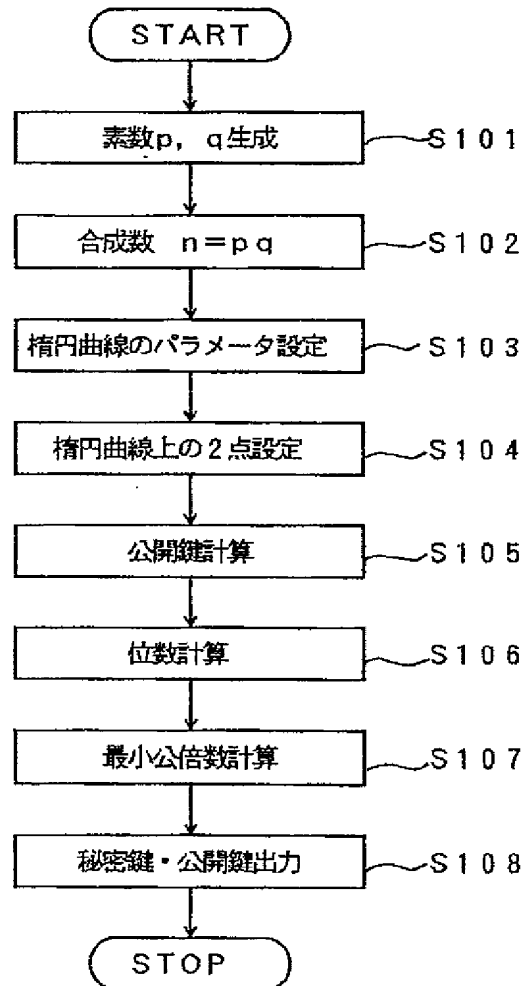 START
素数p，q生成 S101
合成数 n＝pq S102
楕円曲線のパラメータ設定 S103
楕円曲線上の2点設定 S104
公開鍵計算 S105
位数計算 S106
最小公倍数計算 S107
秘密鍵・公開鍵出力 S108
STOP